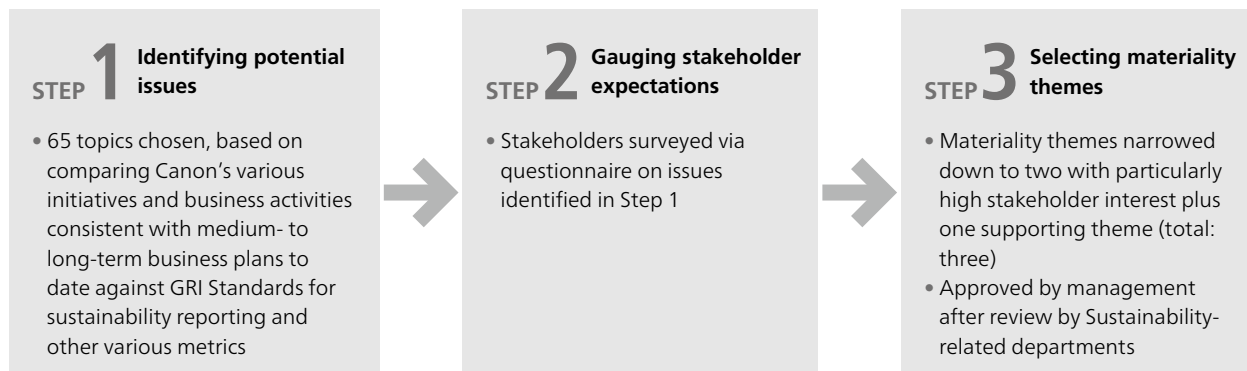 STEP 1 Identifying potential
issues
• 65 topics chosen, based on
comparing Canon's various
initiatives and business activities
consistent with medium- to
long-term business plans to
date against GRI Standards for
sustainability reporting and
other various metrics
STEP 2 Gauging stakeholder
expectations
• Stakeholders surveyed via
questionnaire on issues
identified in Step 1
STEP 3 Selecting materiality
themes
• Materiality themes narrowed
down to two with particularly
high stakeholder interest plus
one supporting theme (total:
three)
• Approved by management
after review by Sustainability-
related departments